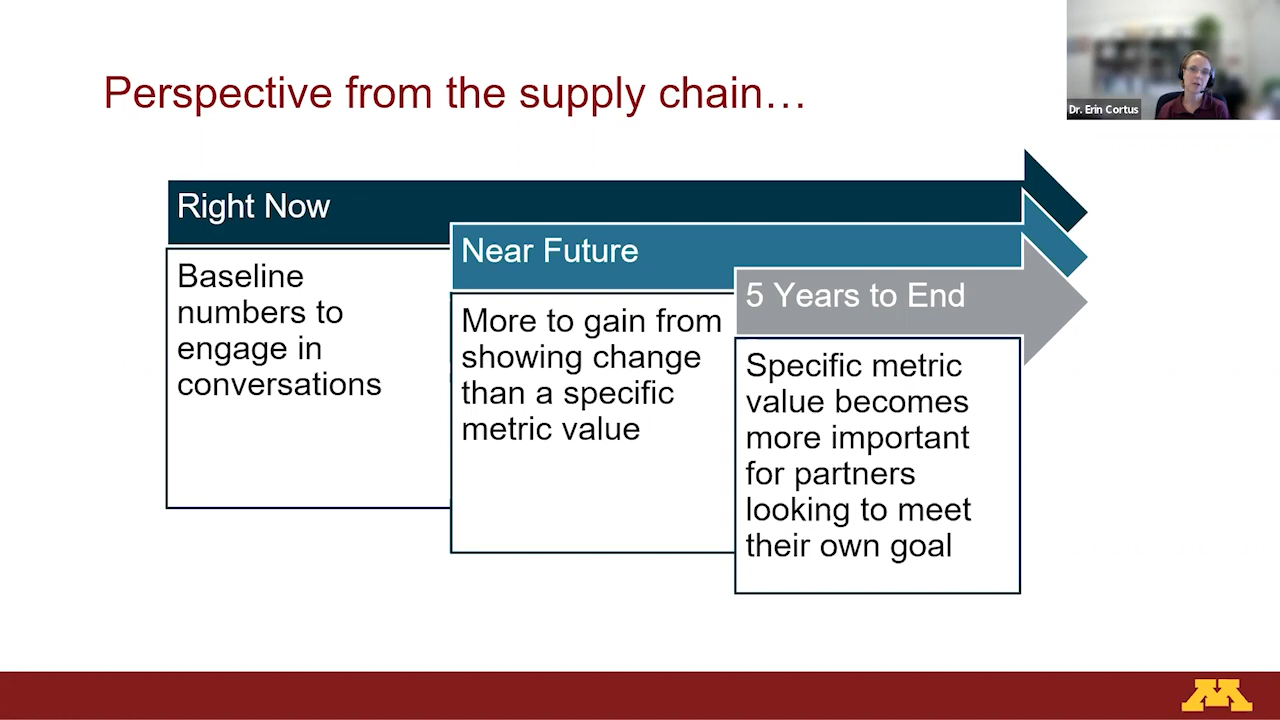 Perspective from the supply chain…
Dr. Erin Cortus
Right Now
Baseline
numbers to
engage in
conversations
Near Future
More to gain from
showing change
than a specific
metric value
5 Years to End
Specific metric
value becomes
more important
for partners
looking to meet
their own goal
M